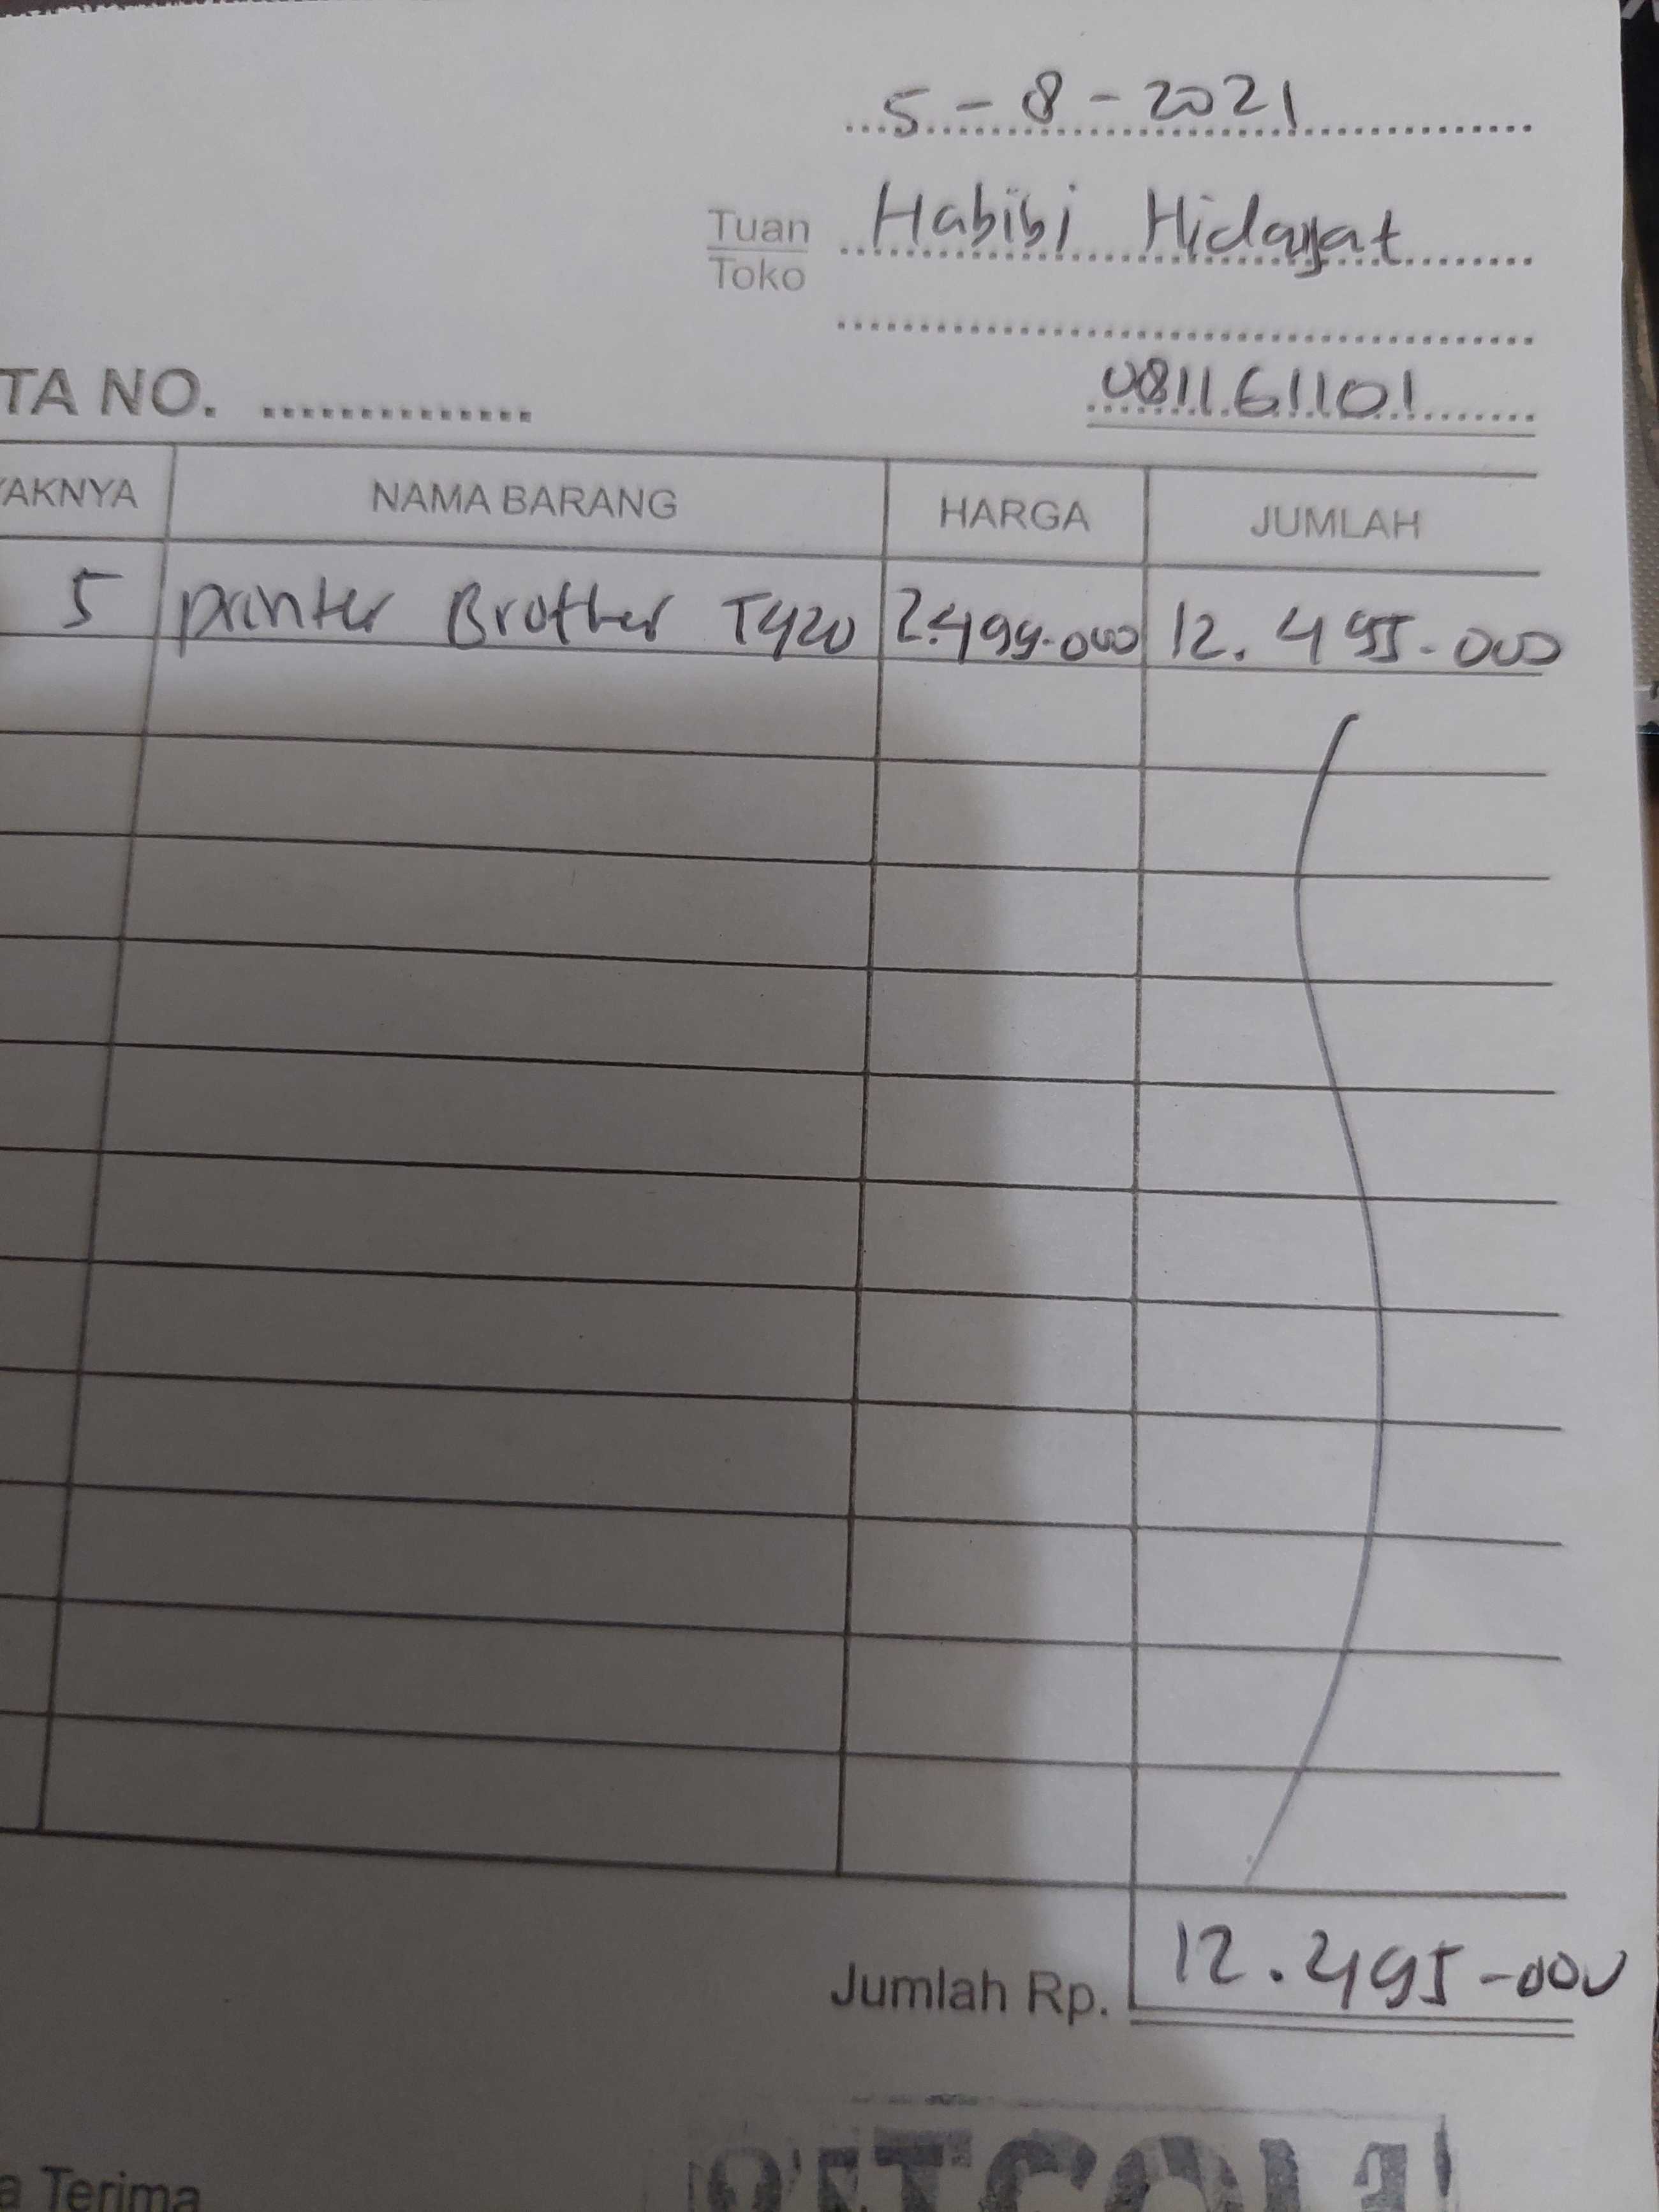 5 - 8 - 2021
Tuan Habibi Hidayat
Toko
TA NO. ..............
0811 61101
YAKNYA NAMA BARANG HARGA JUMLAH
5 printer Brother T420 2.499.000 12.495.000
Jumlah Rp. 12.495-000
a Terima